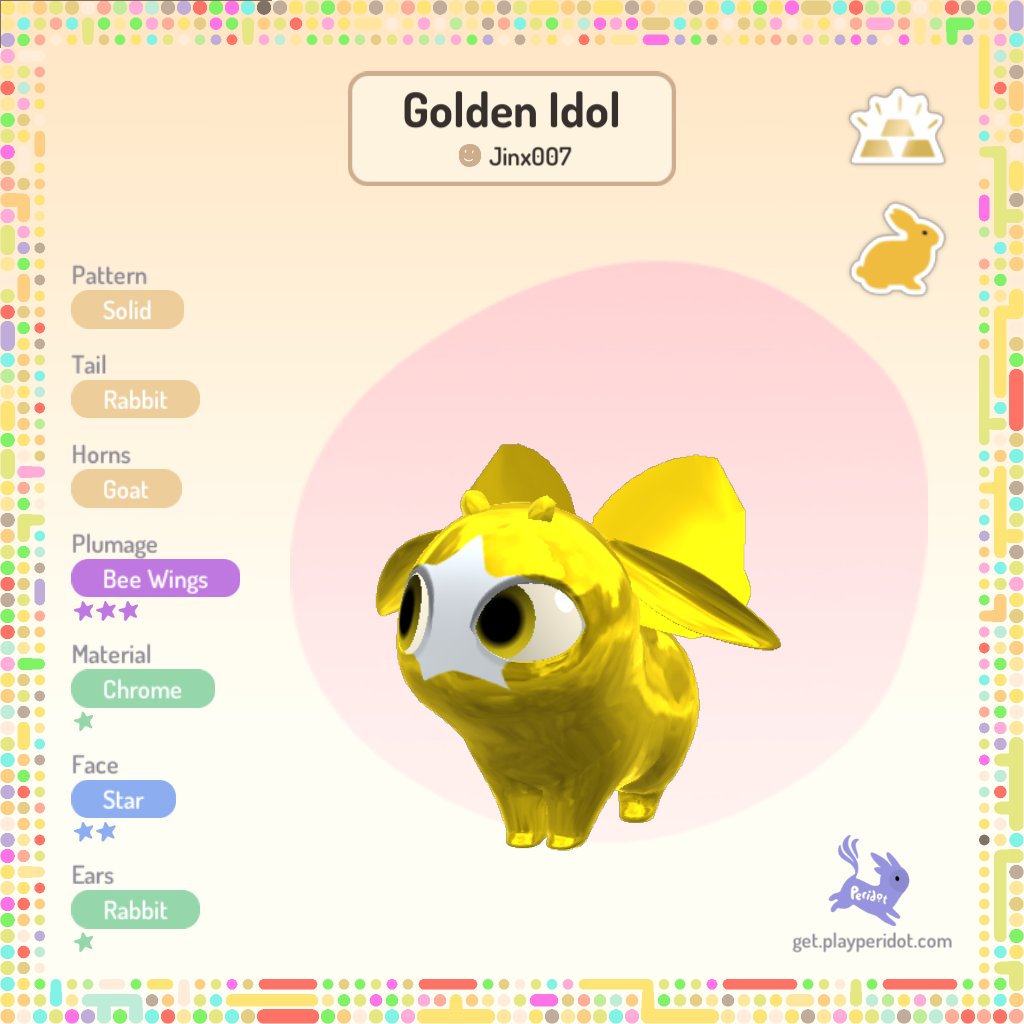 Golden Idol
Jinx007
Pattern
Solid
Tail
Rabbit
Horns
Goat
Plumage
Bee Wings
Material
Chrome
Face
Star
Ears
Rabbit
Peridot
get.playperidot.com